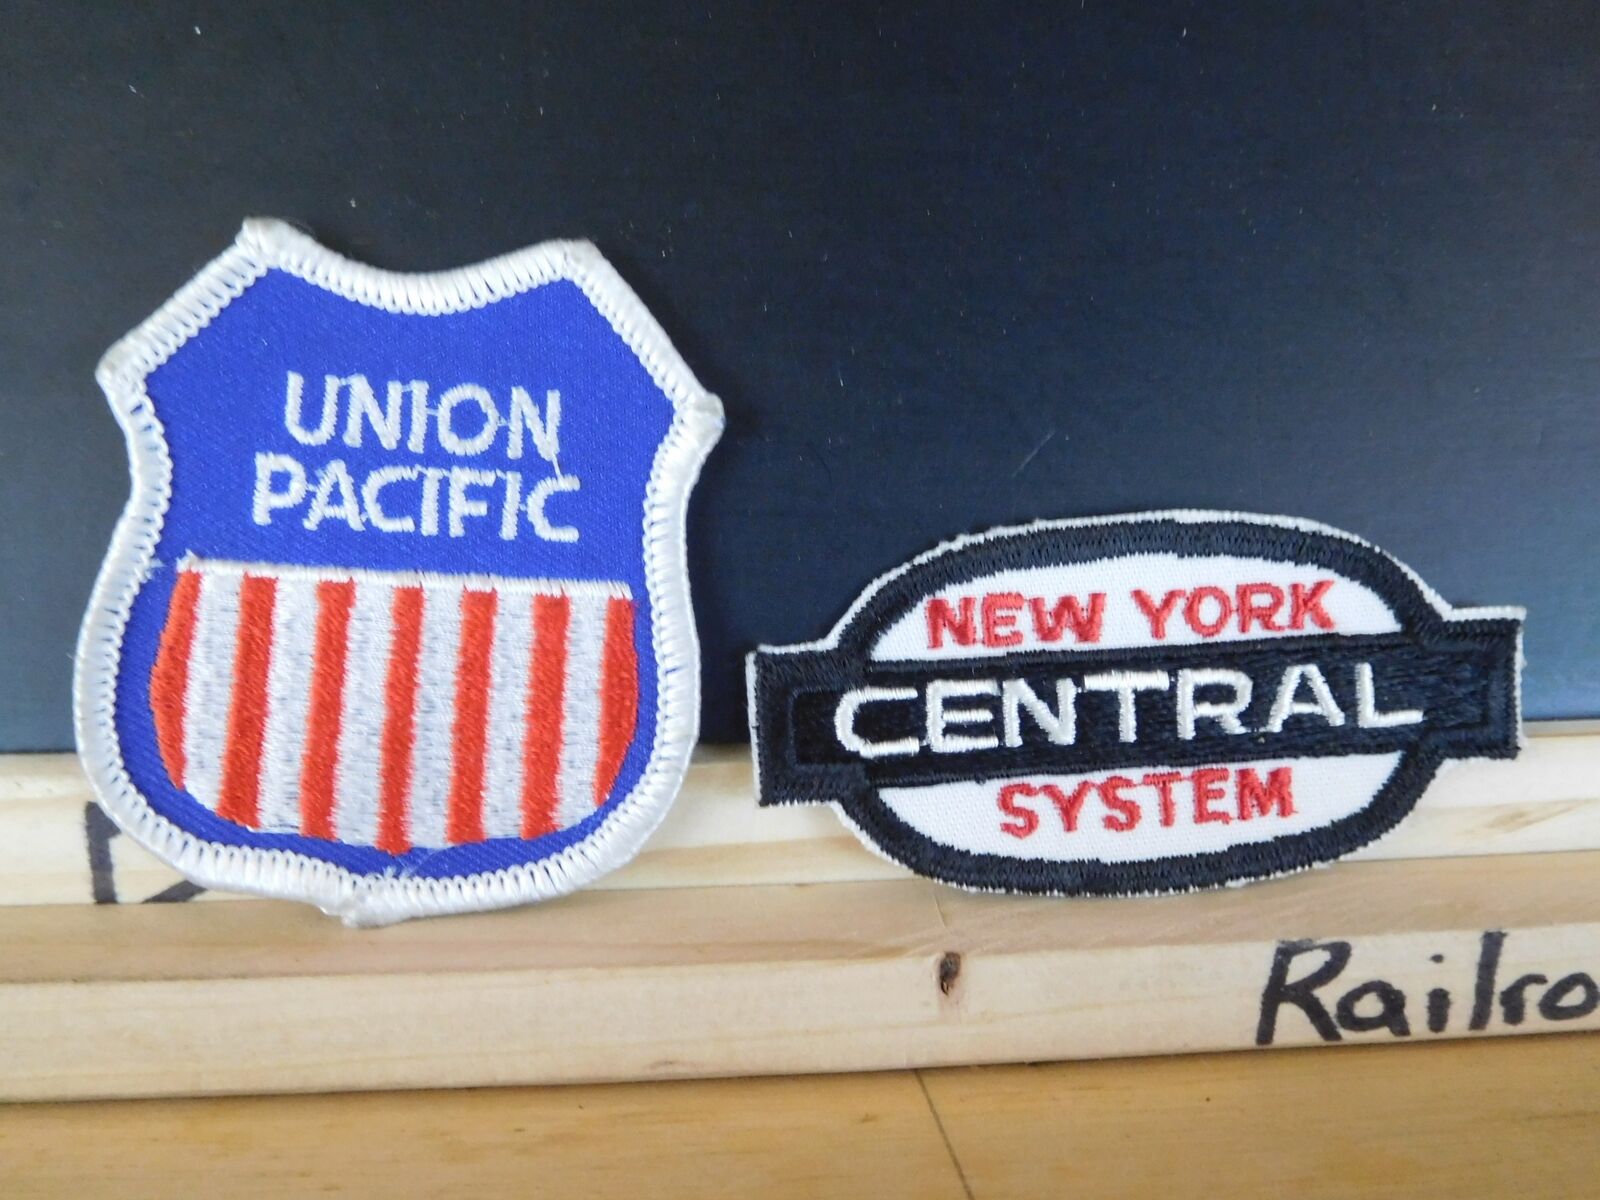 UNION
PACIFIC
NEW YORK
CENTRAL
SYSTEM
Railro